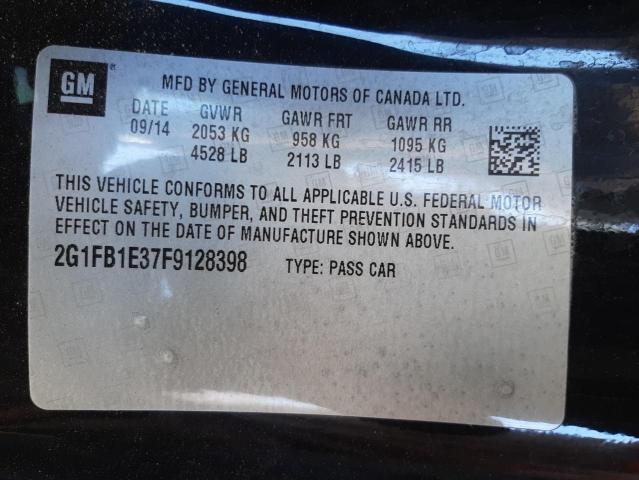 GM
MFD BY GENERAL MOTORS OF CANADA LTD.
DATE GVWR GAWR FRT GAWR RR
09/14 2053 KG 958 KG 1095 KG
4528 LB 2113 LB 2415 LB
THIS VEHICLE CONFORMS TO ALL APPLICABLE U.S. FEDERAL MOTOR
VEHICLE SAFETY, BUMPER, AND THEFT PREVENTION STANDARDS IN
EFFECT ON THE DATE OF MANUFACTURE SHOWN ABOVE.
2G1FB1E37F9128398 TYPE: PASS CAR